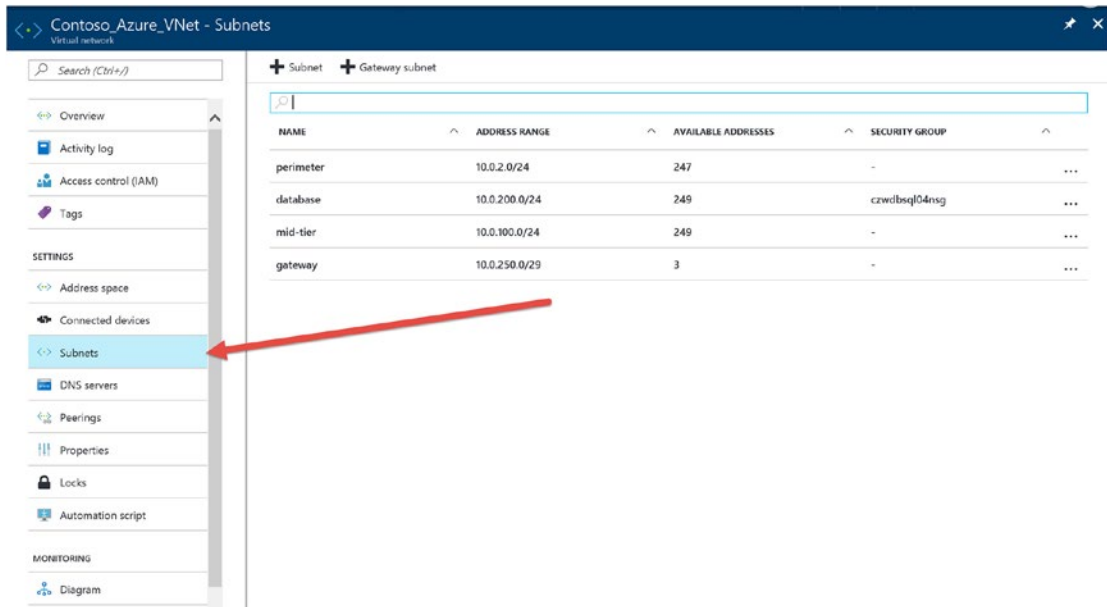 Contoso_Azure_VNet - Subnets
Virtual network
Search (Ctrl+/)
Overview
Activity log
Access control (IAM)
Tags
SETTINGS
Address space
Connected devices
Subnets
DNS servers
Peerings
Properties
Locks
Automation script
MONITORING
Diagram
+ Subnet + Gateway subnet
NAME ADDRESS RANGE AVAILABLE ADDRESSES SECURITY GROUP
perimeter 10.0.2.0/24 247 - ...
database 10.0.200.0/24 249 czwdbsql04nsg ...
mid-tier 10.0.100.0/24 249 - ...
gateway 10.0.250.0/29 3 - ...